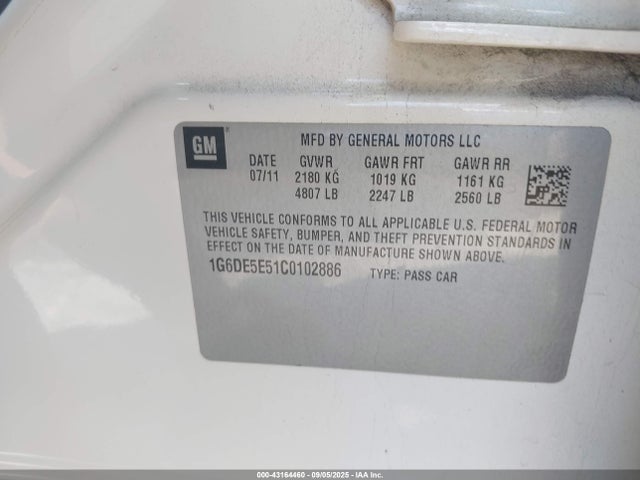 GM
MFD BY GENERAL MOTORS LLC
DATE GVWR GAWR FRT GAWR RR
07/11 2180 KG 1019 KG 1161 KG
4807 LB 2247 LB 2560 LB
THIS VEHICLE CONFORMS TO ALL APPLICABLE U.S. FEDERAL MOTOR
VEHICLE SAFETY, BUMPER, AND THEFT PREVENTION STANDARDS IN
EFFECT ON THE DATE OF MANUFACTURE SHOWN ABOVE.
1G6DE5E51C0102886 TYPE: PASS CAR
000-43164460 - 09/05/2025 - IAA Inc.